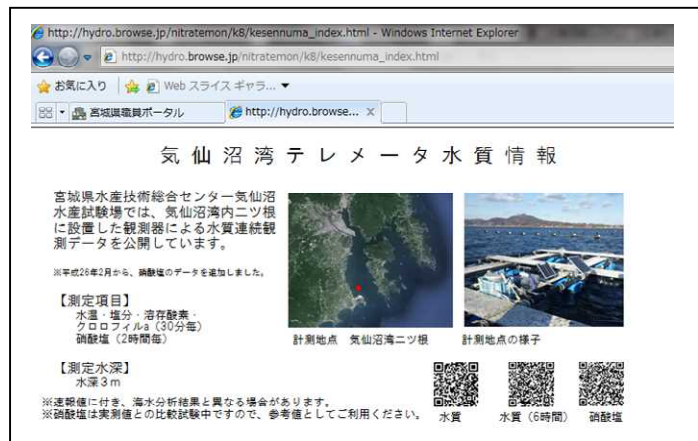 http://hydro.browse.jp/nitratemon/k8/kesennuma_index.html - Windows Internet Explorer
http://hydro.browse.jp/nitratemon/k8/kesennuma_index.html
お気に入り Web スライス ギャラ...
宮城県職員ポータル http://hydro.browse... X
気仙沼湾テレメータ水質情報
宮城県水産技術総合センター気仙沼
水産試験場では、気仙沼湾内二ツ根
に設置した観測器による水質連続観
測データを公開しています。
※平成26年2月から、硝酸塩のデータを追加しました。
【測定項目】
水温・塩分・溶存酸素・
クロロフィルa（30分毎）
硝酸塩（2時間毎）
計測地点 気仙沼湾二ツ根
計測地点の様子
【測定水深】
水深3m
※速報値に付き、海水分析結果と異なる場合があります。
※硝酸塩は実測値との比較試験中ですので、参考値としてご利用ください。
水質 水質（6時間） 硝酸塩